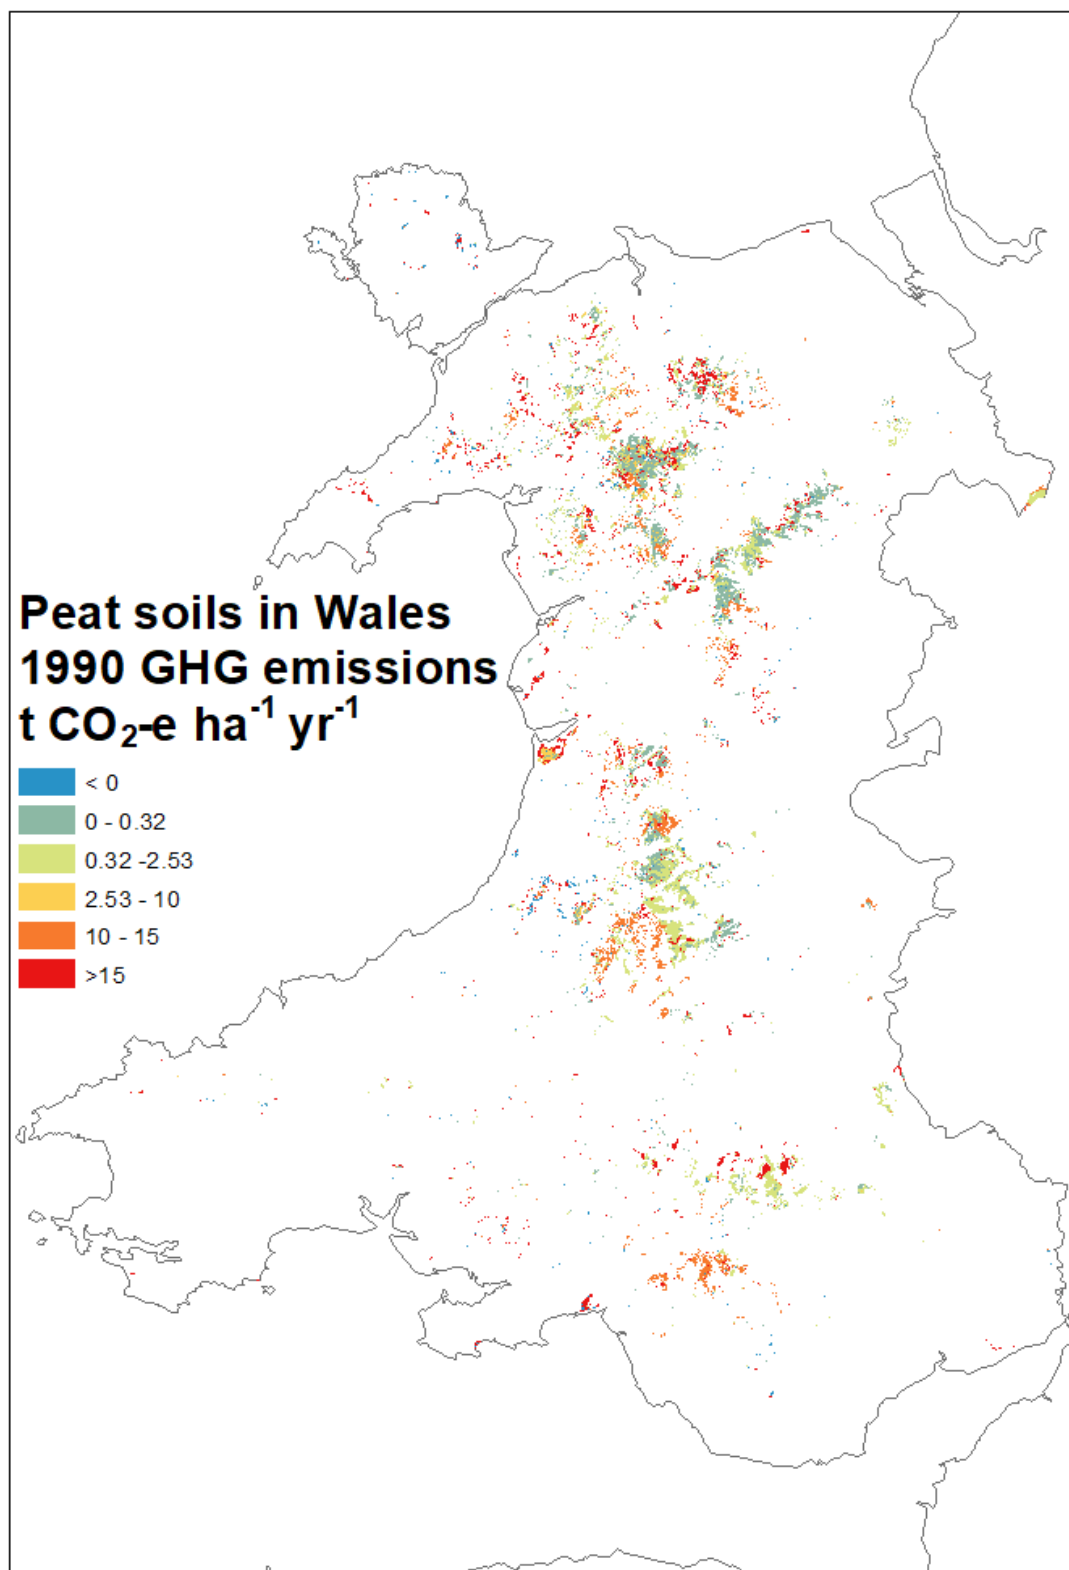 Peat soils in Wales
1990 GHG emissions
t CO₂-e ha⁻¹ yr⁻¹
< 0
0 - 0.32
0.32 -2.53
2.53 - 10
10 - 15
>15